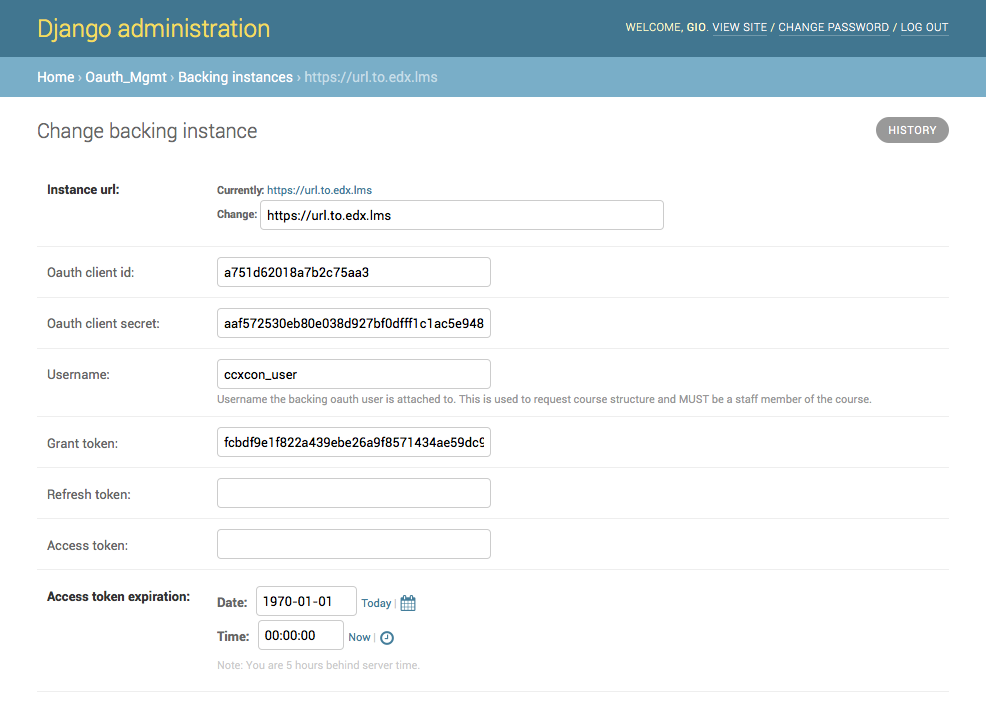 Django administration
WELCOME, GIO. VIEW SITE / CHANGE PASSWORD / LOG OUT
Home › Oauth_Mgmt › Backing instances › https://url.to.edx.lms
Change backing instance
HISTORY
Instance url:
Currently: https://url.to.edx.lms
Change: https://url.to.edx.lms
Oauth client id: a751d62018a7b2c75aa3
Oauth client secret: aaf572530eb80e038d927bf0dfff1c1ac5e948
Username: ccxcon_user
Username the backing oauth user is attached to. This is used to request course structure and MUST be a staff member of the course.
Grant token: fcbdf9e1f822a439ebe26a9f8571434ae59dc9
Refresh token:
Access token:
Access token expiration:
Date: 1970-01-01 Today |
Time: 00:00:00 Now |
Note: You are 5 hours behind server time.